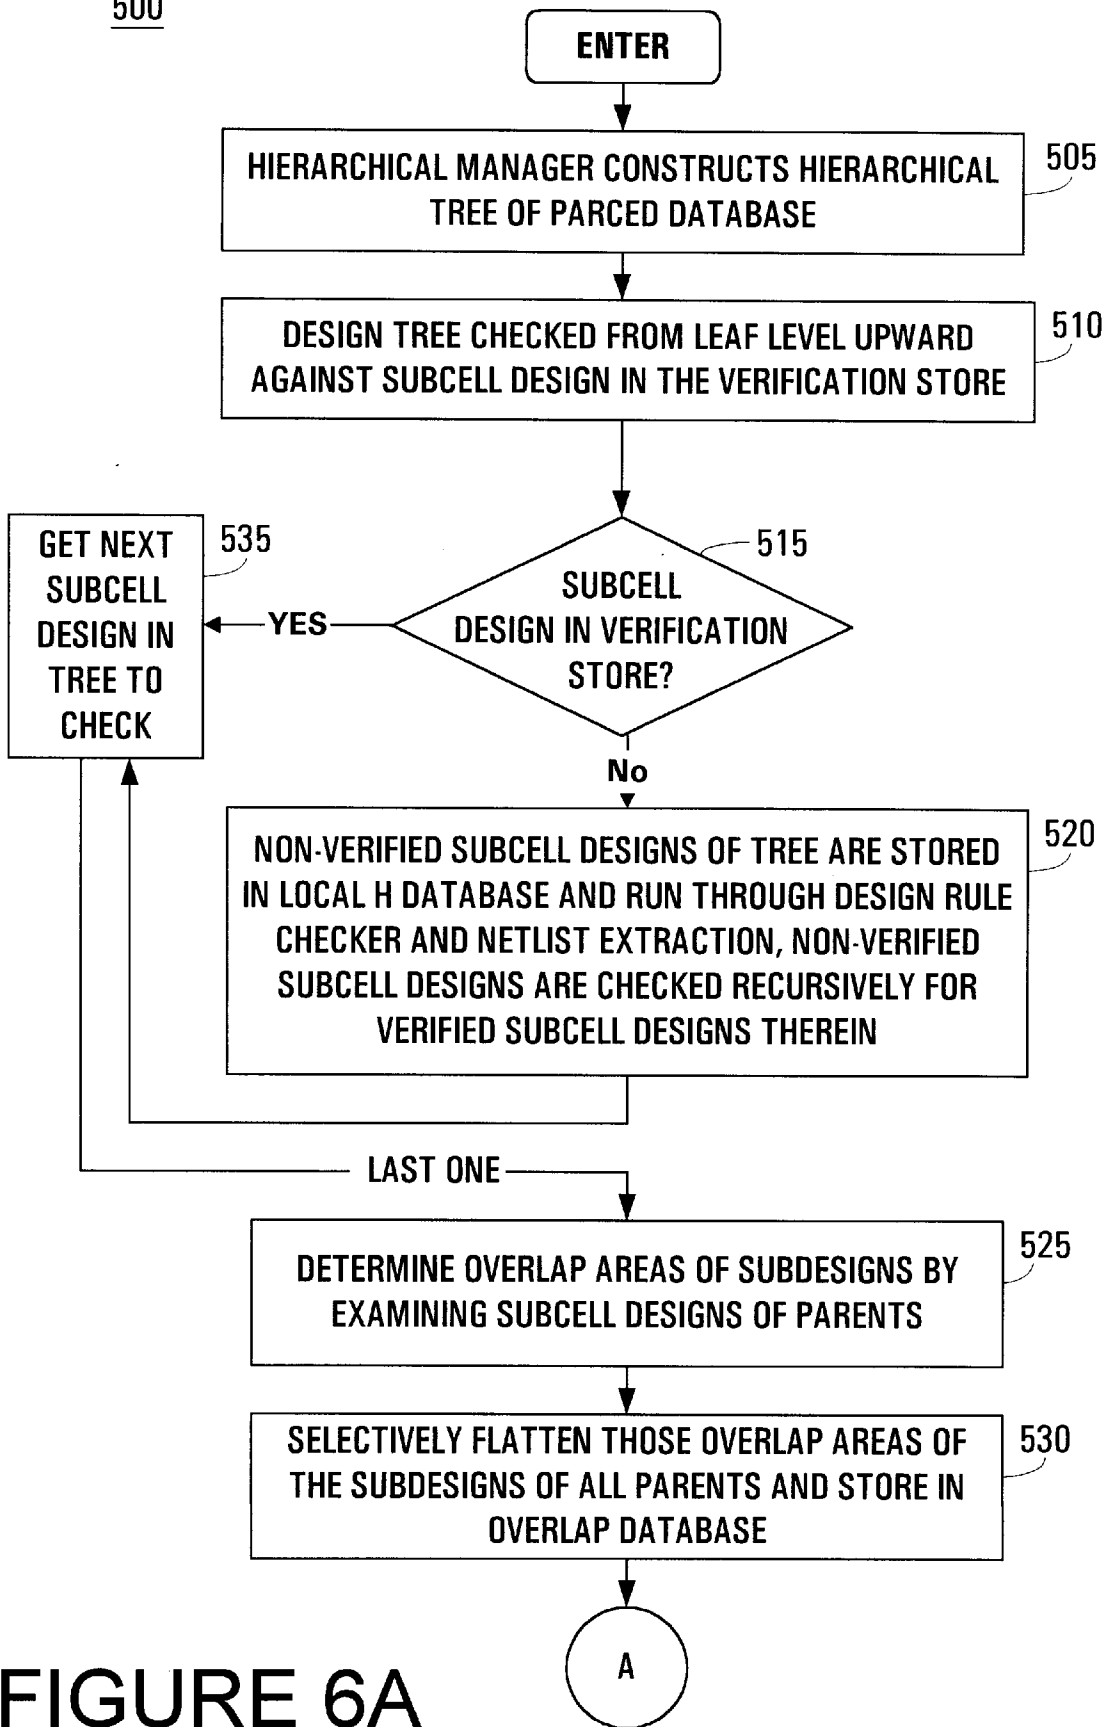 500
ENTER
HIERARCHICAL MANAGER CONSTRUCTS HIERARCHICAL
TREE OF PARCED DATABASE
505
DESIGN TREE CHECKED FROM LEAF LEVEL UPWARD
AGAINST SUBCELL DESIGN IN THE VERIFICATION STORE
510
GET NEXT
SUBCELL
DESIGN IN
TREE TO
CHECK
535
YES
SUBCELL
DESIGN IN VERIFICATION
STORE?
515
No
NON-VERIFIED SUBCELL DESIGNS OF TREE ARE STORED
IN LOCAL H DATABASE AND RUN THROUGH DESIGN RULE
CHECKER AND NETLIST EXTRACTION, NON-VERIFIED
SUBCELL DESIGNS ARE CHECKED RECURSIVELY FOR
VERIFIED SUBCELL DESIGNS THEREIN
520
LAST ONE
DETERMINE OVERLAP AREAS OF SUBDESIGNS BY
EXAMINING SUBCELL DESIGNS OF PARENTS
525
SELECTIVELY FLATTEN THOSE OVERLAP AREAS OF
THE SUBDESIGNS OF ALL PARENTS AND STORE IN
OVERLAP DATABASE
530
A
FIGURE 6A